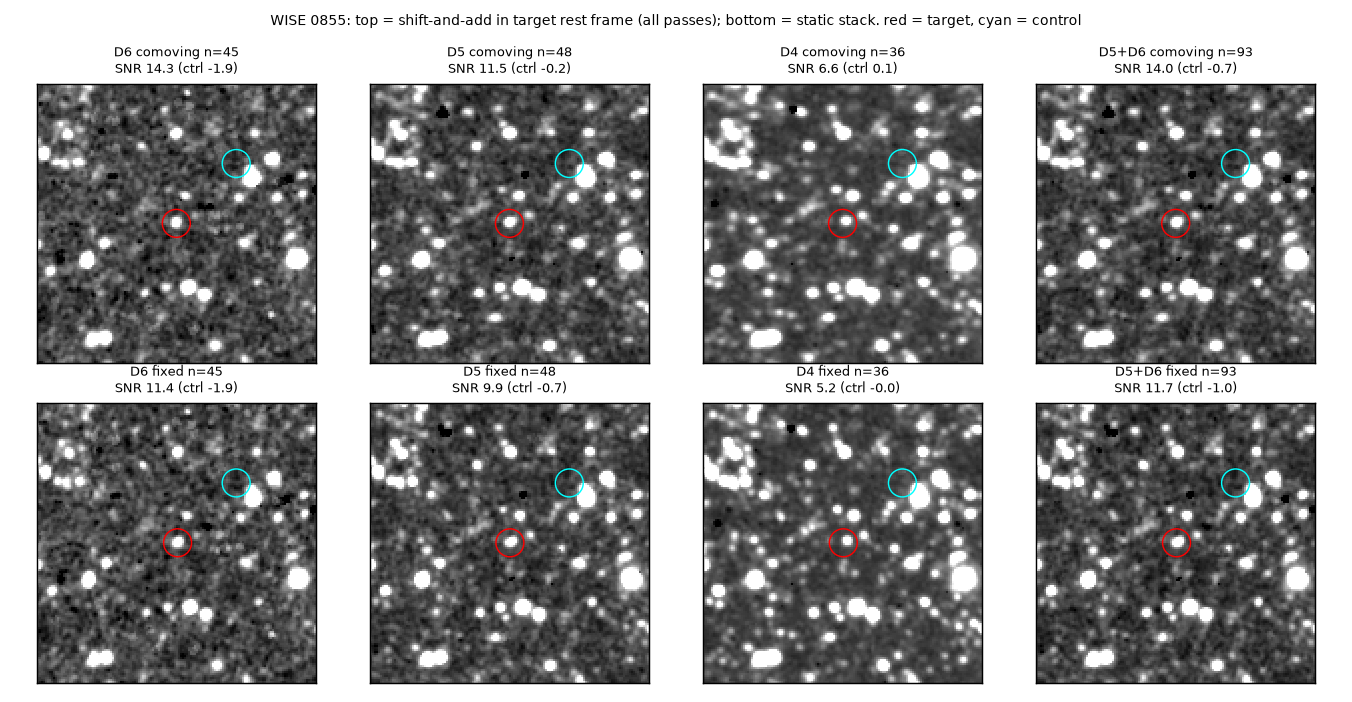 WISE 0855: top = shift-and-add in target rest frame (all passes); bottom = static stack. red = target, cyan = control
D6 comoving n=45
SNR 14.3 (ctrl -1.9)
D5 comoving n=48
SNR 11.5 (ctrl -0.2)
D4 comoving n=36
SNR 6.6 (ctrl 0.1)
D5+D6 comoving n=93
SNR 14.0 (ctrl -0.7)
D6 fixed n=45
SNR 11.4 (ctrl -1.9)
D5 fixed n=48
SNR 9.9 (ctrl -0.7)
D4 fixed n=36
SNR 5.2 (ctrl -0.0)
D5+D6 fixed n=93
SNR 11.7 (ctrl -1.0)